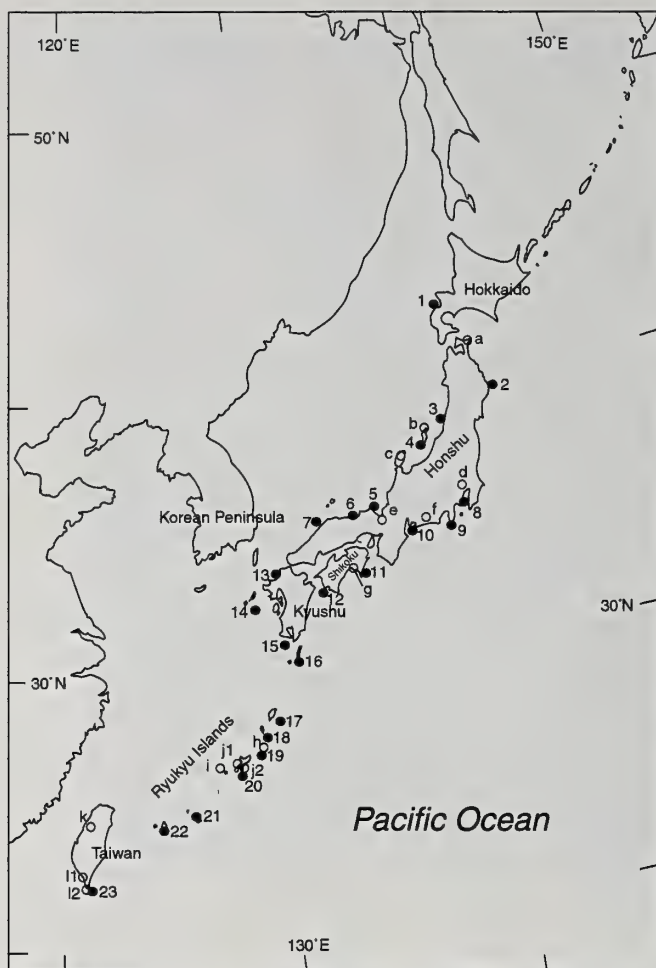 120°E
150°E
50°N
Hokkaido
1
a
2
3
b
4
Honshu
c
d
5
8
6
e
f
7
Korean Peninsula
10
9
Shikoku
11
13
g
12
14
Kyushu
30°N
15
16
30°N
17
Ryukyu Islands
18
h
19
j1
i
j2
20
21
Pacific Ocean
k
22
Taiwan
l1
l2
23
130°E